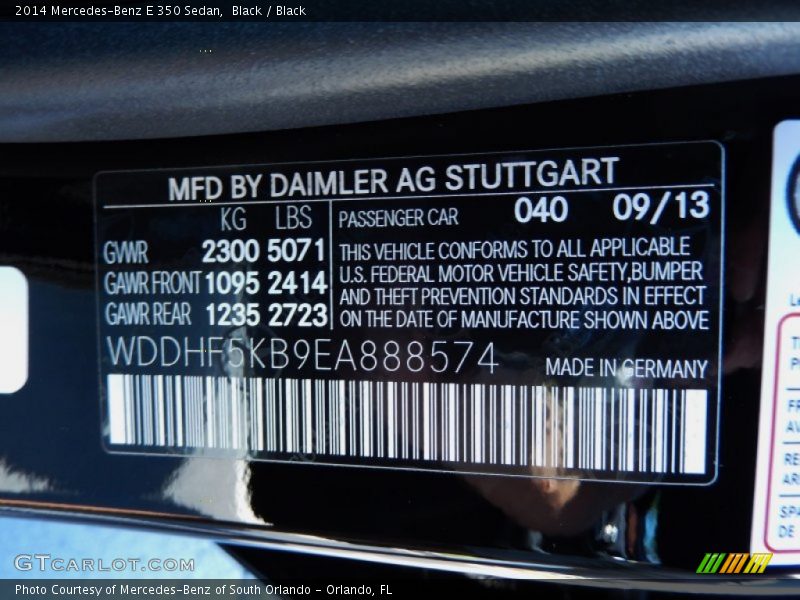 2014 Mercedes-Benz E 350 Sedan, Black / Black
MFD BY DAIMLER AG STUTTGART
KG LBS
GVWR 2300 5071
GAWR FRONT 1095 2414
GAWR REAR 1235 2723
PASSENGER CAR 040 09/13
THIS VEHICLE CONFORMS TO ALL APPLICABLE
U.S. FEDERAL MOTOR VEHICLE SAFETY, BUMPER
AND THEFT PREVENTION STANDARDS IN EFFECT
ON THE DATE OF MANUFACTURE SHOWN ABOVE
WDDHF5KB9EA888574
MADE IN GERMANY
GTCARLOT.COM
Photo Courtesy of Mercedes-Benz of South Orlando - Orlando, FL